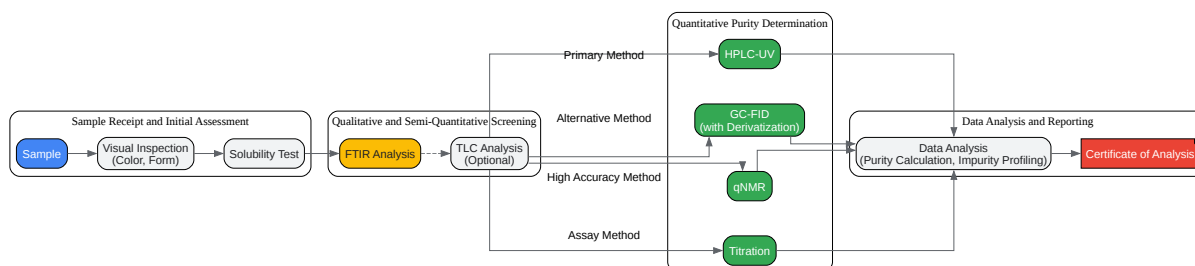 Quantitative Purity Determination
Primary Method
HPLC-UV
Sample Receipt and Initial Assessment
Sample
Visual Inspection
(Color, Form)
Solubility Test
Qualitative and Semi-Quantitative Screening
FTIR Analysis
TLC Analysis
(Optional)
Alternative Method
GC-FID
(with Derivatization)
High Accuracy Method
qNMR
Assay Method
Titration
Data Analysis and Reporting
Data Analysis
(Purity Calculation, Impurity Profiling)
Certificate of Analysis